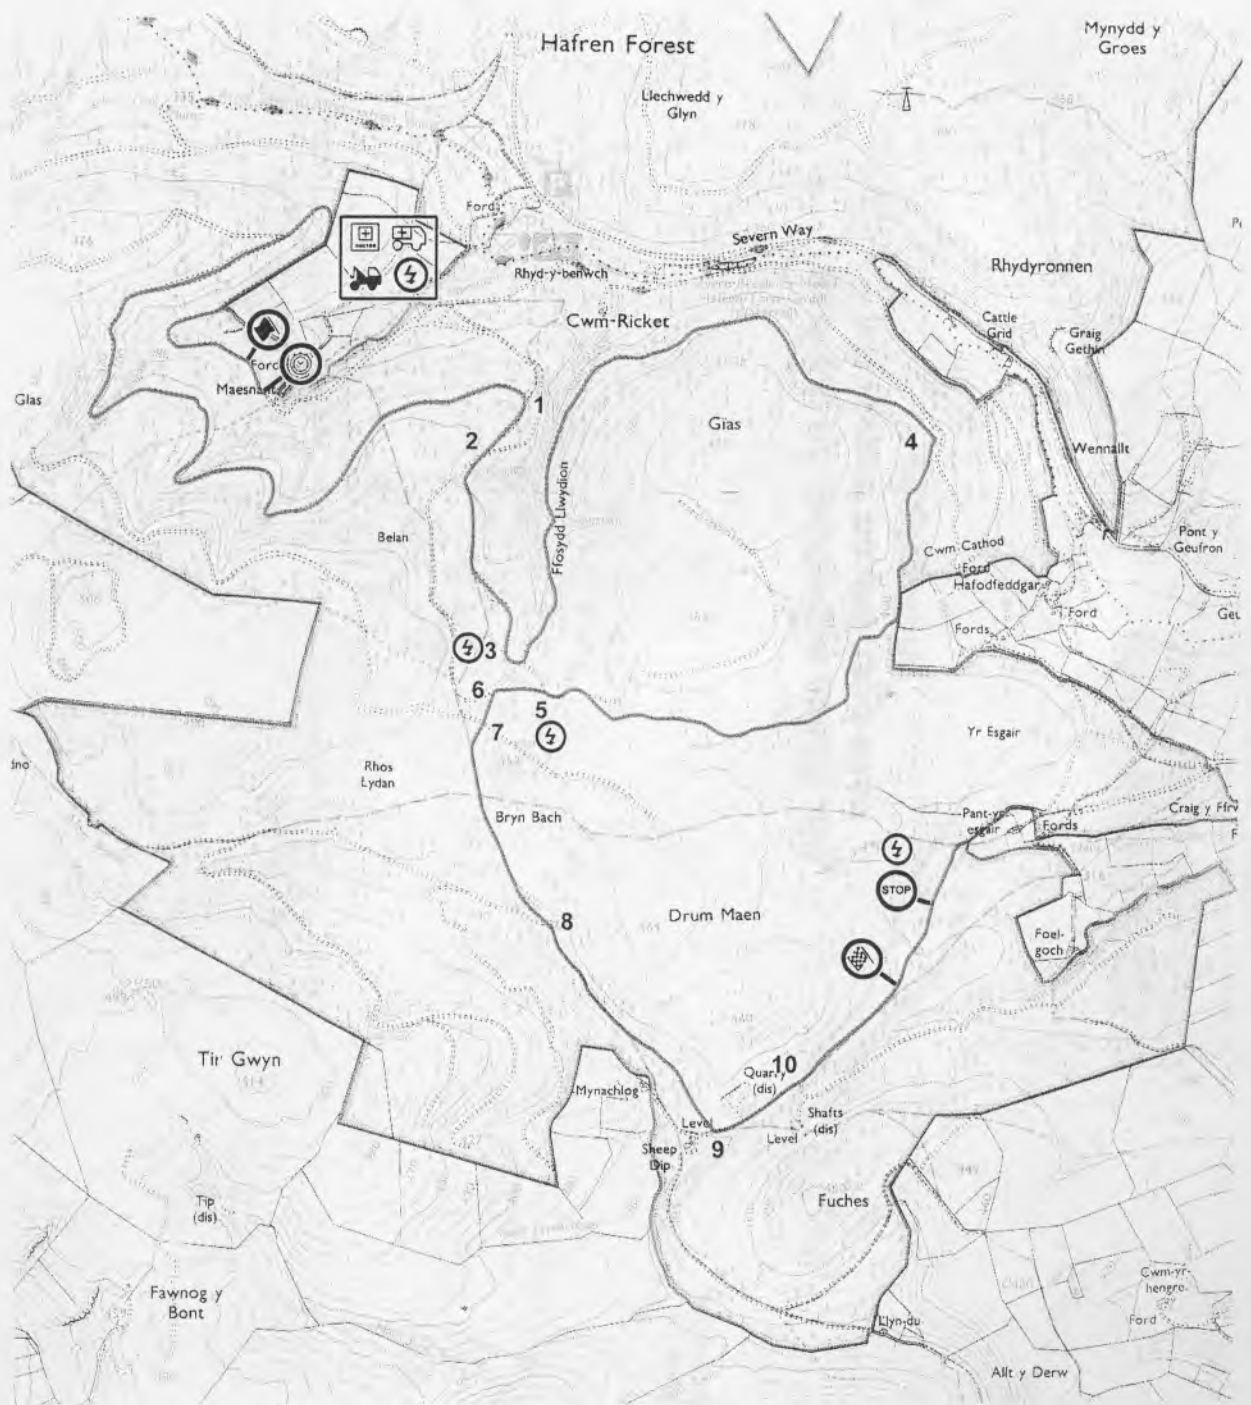 Hafren Forest
Mynydd y
Groes
Llechwedd y
Glyn
Ford
Severn Way
Rhyd-y-benwch
Rhydyronnen
Cwm-Ricket
Cattle
Grid
Graig
Gethin
Maesnant
Glas
1
2
Gias
4
Wennallt
Ffosydd Llwydion
Belan
Cwm Cathod
Pont y
Geufron
Ford
Hafodfeddgar
Ford
Fords
3
6
5
7
Yr Esgair
Rhos
Lydan
Bryn Bach
Pant-yr-
esgair
Fords
Craig y Ffrw
STOP
8
Drum Maen
Foel-
goch
Tir Gwyn
10
Quarry
(dis)
Mynachlog
Level
Shafts
(dis)
Level
9
Sheep
Dip
Tip
(dis)
Fuches
Fawnog y
Bont
Cwm-yr-
hengre
Ford
Llyn-du
Allt y Derw